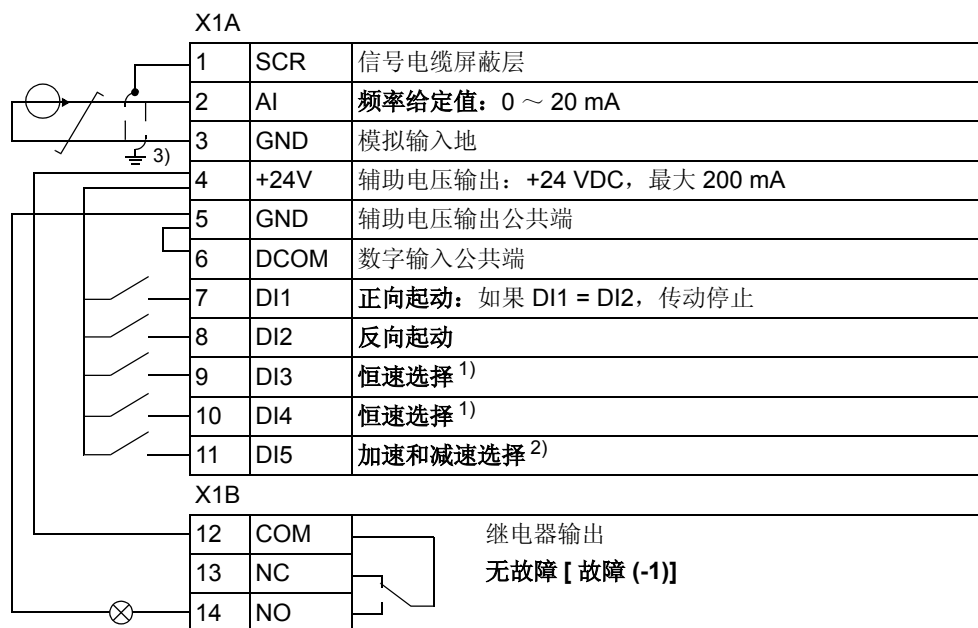 X1A
1 SCR 信号电缆屏蔽层
2 AI 频率给定值：0 ～ 20 mA
3 GND 模拟输入地
3)
4 +24V 辅助电压输出：+24 VDC，最大 200 mA
5 GND 辅助电压输出公共端
6 DCOM 数字输入公共端
7 DI1 正向起动：如果 DI1 = DI2，传动停止
8 DI2 反向起动
9 DI3 恒速选择 1)
10 DI4 恒速选择 1)
11 DI5 加速和减速选择 2)
X1B
12 COM 继电器输出
13 NC 无故障 [ 故障 (-1)]
14 NO